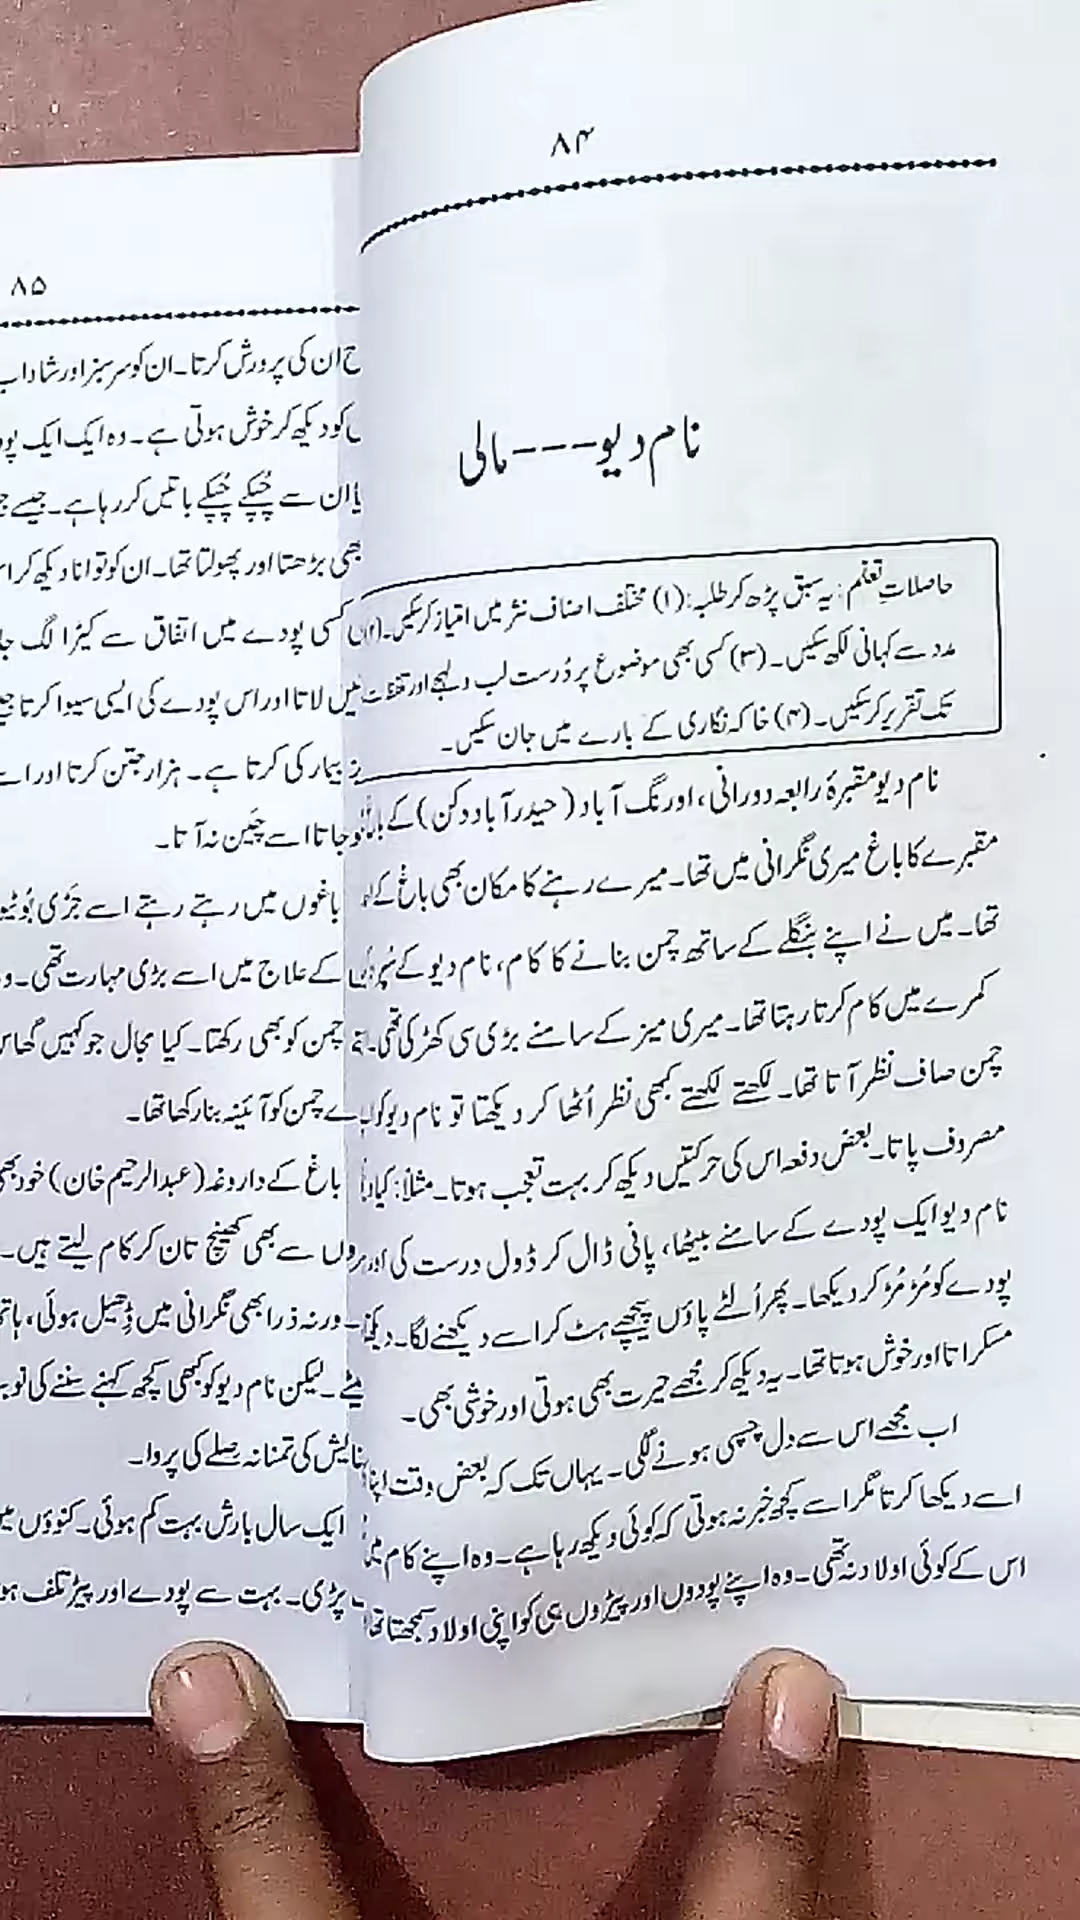 ۸۴
نام دیو---مالی
حاصلاتِ تعلّم: یہ سبق پڑھ کر طلبہ: (۱) مختلف اصناف نثر میں امتیاز کرسکیں۔ (۲)
مدد سے کہانی لکھ سکیں۔ (۳) کسی بھی موضوع پر دُرست لب و لہجے اور تلفظ
تک تقریر کرسکیں۔ (۴) خاکہ نگاری کے بارے میں جان سکیں۔
نام دیو مقبرۂ رابعہ دورانی، اورنگ آباد (حیدرآباد دکن) کے
مقبرے کا باغ میری نگرانی میں تھا۔ میرے رہنے کا مکان بھی باغ کے
تھا۔ میں نے اپنے بنگلے کے ساتھ چمن بنانے کا کام، نام دیو کے سُپرد
کمرے میں کام کرتا رہتا تھا۔ میری میز کے سامنے بڑی سی کھڑکی تھی۔
چمن صاف نظر آتا تھا۔ لکھتے لکھتے کبھی نظر اُٹھا کر دیکھتا تو نام دیو کو
مصروف پاتا۔ بعض دفعہ اس کی حرکتیں دیکھ کر بہت تعجب ہوتا۔ مثلاً: کیا
نام دیو ایک پودے کے سامنے بیٹھا، پانی ڈال کر ڈول درست کی اور
پودے کو مُڑ مُڑ کر دیکھا۔ پھر اُلٹے پاؤں پیچھے ہٹ کر اسے دیکھنے لگا۔
مسکراتا اور خوش ہوتا تھا۔ یہ دیکھ کر مُجھے حیرت بھی ہوتی اور خوشی بھی۔
اب مجھے اس سے دل چسپی ہونے لگی۔ یہاں تک کہ بعض وقت اپنا
اسے دیکھا کرتا مگر اسے کچھ خبر نہ ہوتی کہ کوئی دیکھ رہا ہے۔ وہ اپنے کام میں
اس کے کوئی اولاد نہ تھی۔ وہ اپنے پودوں اور پیڑوں ہی کو اپنی اولاد سمجھتا تھا
۸۵
ان کی پرورش کرتا۔ ان کو سرسبز اور شاداب
کو دیکھ کر خوش ہوتی ہے۔ وہ ایک ایک
ان سے چُپکے چُپکے باتیں کر رہا ہے۔ جیسے
بھی بڑھتا اور پھولتا تھا۔ ان کو توانا دیکھ کر
کسی پودے میں اتفاق سے کیڑا لگ
لاتا اور اس پودے کی ایسی سیوا کرتا
بیمار کی کرتا ہے۔ ہزار جتن کرتا اور
جاتا اسے چَین نہ آتا۔
باغوں میں رہتے رہتے اسے جَڑی
کے علاج میں اسے بڑی مہارت تھی۔
چمن کو بھی رکھتا۔ کیا مجال جو کہیں گھاس
چمن کو آئینہ بنا رکھا تھا۔
باغ کے داروغہ (عبدالرحیم خان) خود بھی
سے بھی کھینچ تان کر کام لیتے ہیں۔
ورنہ ذرا بھی نگرانی میں ڈِھیل ہوئی،
لیکن نام دیو کو کبھی کچھ کہنے سننے کی
کی تمنا نہ صلے کی پروا۔
ایک سال بارش بہت کم ہوئی۔ کنوؤں
پڑی۔ بہت سے پودے اور پیڑ تلف